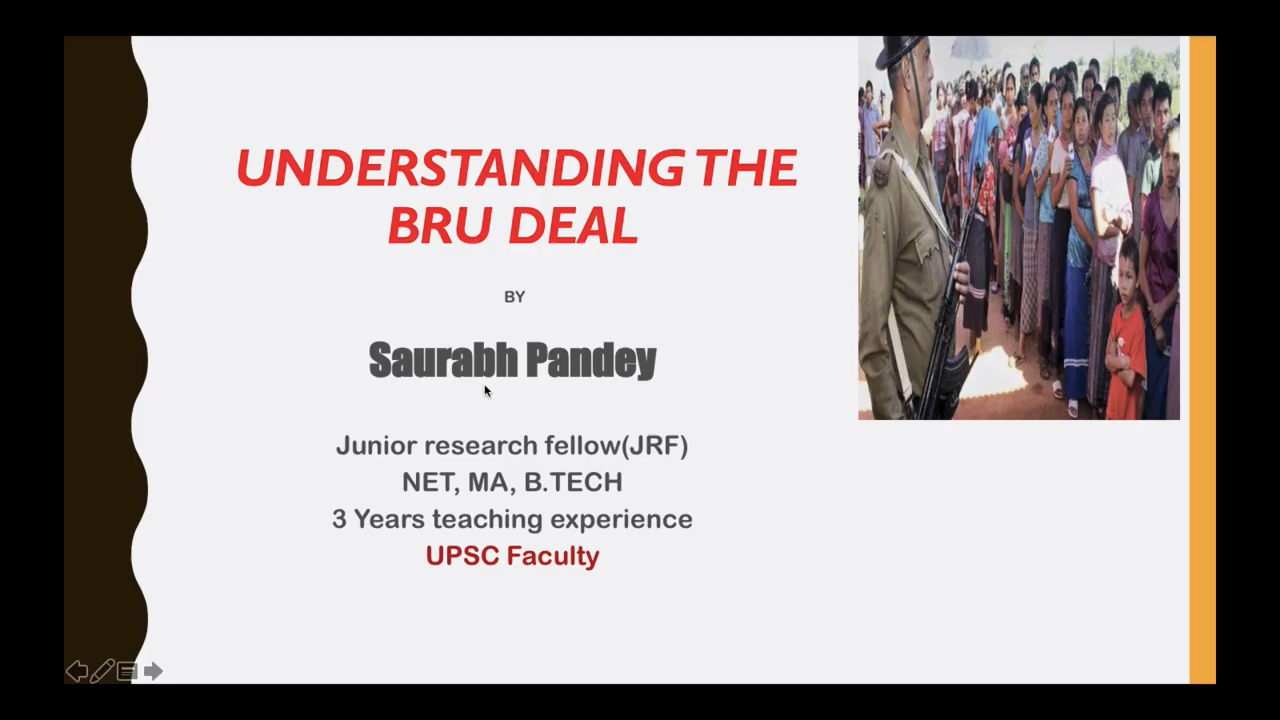 UNDERSTANDING THE
BRU DEAL
BY
Saurabh Pandey
Junior research fellow(JRF)
NET, MA, B.TECH
3 Years teaching experience
UPSC Faculty